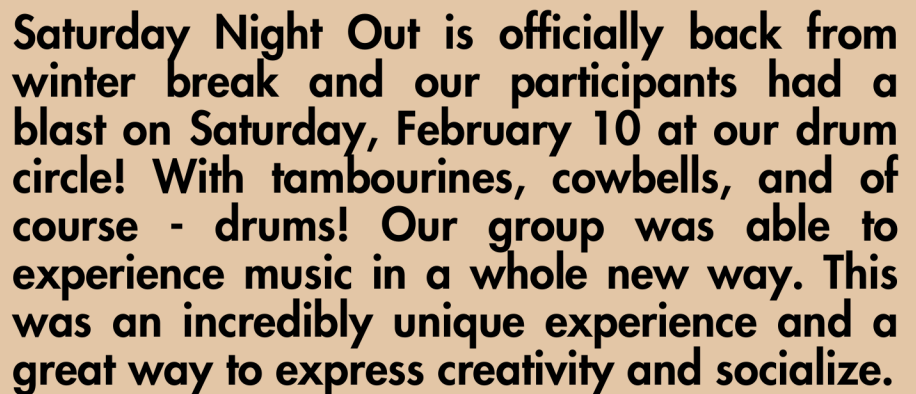 Saturday Night Out is officially back from
winter break and our participants had a
blast on Saturday, February 10 at our drum
circle! With tambourines, cowbells, and of
course - drums! Our group was able to
experience music in a whole new way. This
was an incredibly unique experience and a
great way to express creativity and socialize.